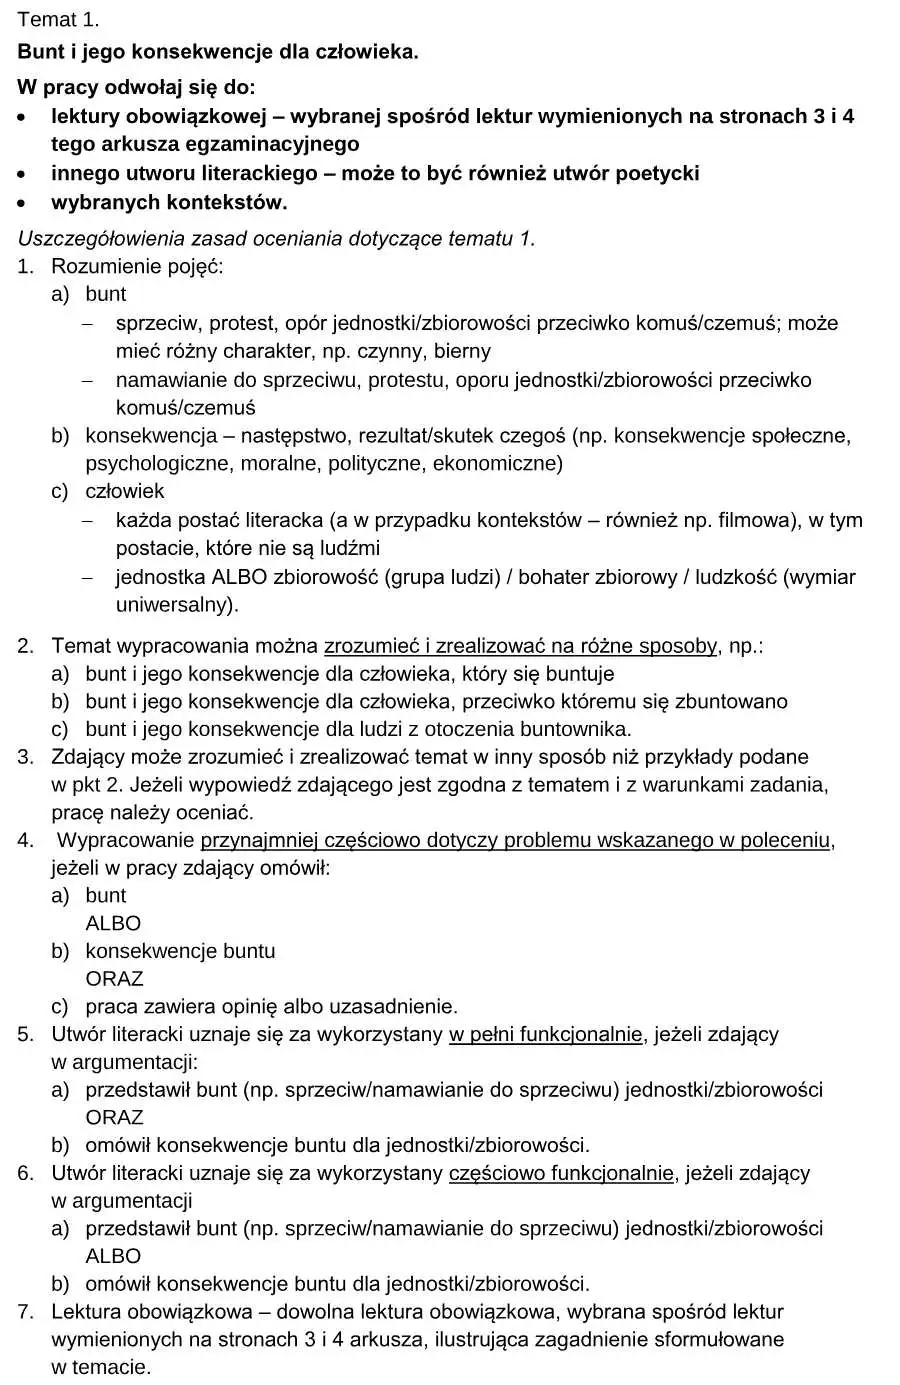 Temat 1.
Bunt i jego konsekwencje dla człowieka.
W pracy odwołaj się do:
• lektury obowiązkowej – wybranej spośród lektur wymienionych na stronach 3 i 4
tego arkusza egzaminacyjnego
• innego utworu literackiego – może to być również utwór poetycki
• wybranych kontekstów.
Uszczegółowienia zasad oceniania dotyczące tematu 1.
1. Rozumienie pojęć:
a) bunt
– sprzeciw, protest, opór jednostki/zbiorowości przeciwko komuś/czemuś; może
mieć różny charakter, np. czynny, bierny
– namawianie do sprzeciwu, protestu, oporu jednostki/zbiorowości przeciwko
komuś/czemuś
b) konsekwencja – następstwo, rezultat/skutek czegoś (np. konsekwencje społeczne,
psychologiczne, moralne, polityczne, ekonomiczne)
c) człowiek
– każda postać literacka (a w przypadku kontekstów – również np. filmowa), w tym
postacie, które nie są ludźmi
– jednostka ALBO zbiorowość (grupa ludzi) / bohater zbiorowy / ludzkość (wymiar
uniwersalny).
2. Temat wypracowania można zrozumieć i zrealizować na różne sposoby, np.:
a) bunt i jego konsekwencje dla człowieka, który się buntuje
b) bunt i jego konsekwencje dla człowieka, przeciwko któremu się zbuntowano
c) bunt i jego konsekwencje dla ludzi z otoczenia buntownika.
3. Zdający może zrozumieć i zrealizować temat w inny sposób niż przykłady podane
w pkt 2. Jeżeli wypowiedź zdającego jest zgodna z tematem i z warunkami zadania,
pracę należy oceniać.
4. Wypracowanie przynajmniej częściowo dotyczy problemu wskazanego w poleceniu,
jeżeli w pracy zdający omówił:
a) bunt
ALBO
b) konsekwencje buntu
ORAZ
c) praca zawiera opinię albo uzasadnienie.
5. Utwór literacki uznaje się za wykorzystany w pełni funkcjonalnie, jeżeli zdający
w argumentacji:
a) przedstawił bunt (np. sprzeciw/namawianie do sprzeciwu) jednostki/zbiorowości
ORAZ
b) omówił konsekwencje buntu dla jednostki/zbiorowości.
6. Utwór literacki uznaje się za wykorzystany częściowo funkcjonalnie, jeżeli zdający
w argumentacji
a) przedstawił bunt (np. sprzeciw/namawianie do sprzeciwu) jednostki/zbiorowości
ALBO
b) omówił konsekwencje buntu dla jednostki/zbiorowości.
7. Lektura obowiązkowa – dowolna lektura obowiązkowa, wybrana spośród lektur
wymienionych na stronach 3 i 4 arkusza, ilustrująca zagadnienie sformułowane
w temacie.